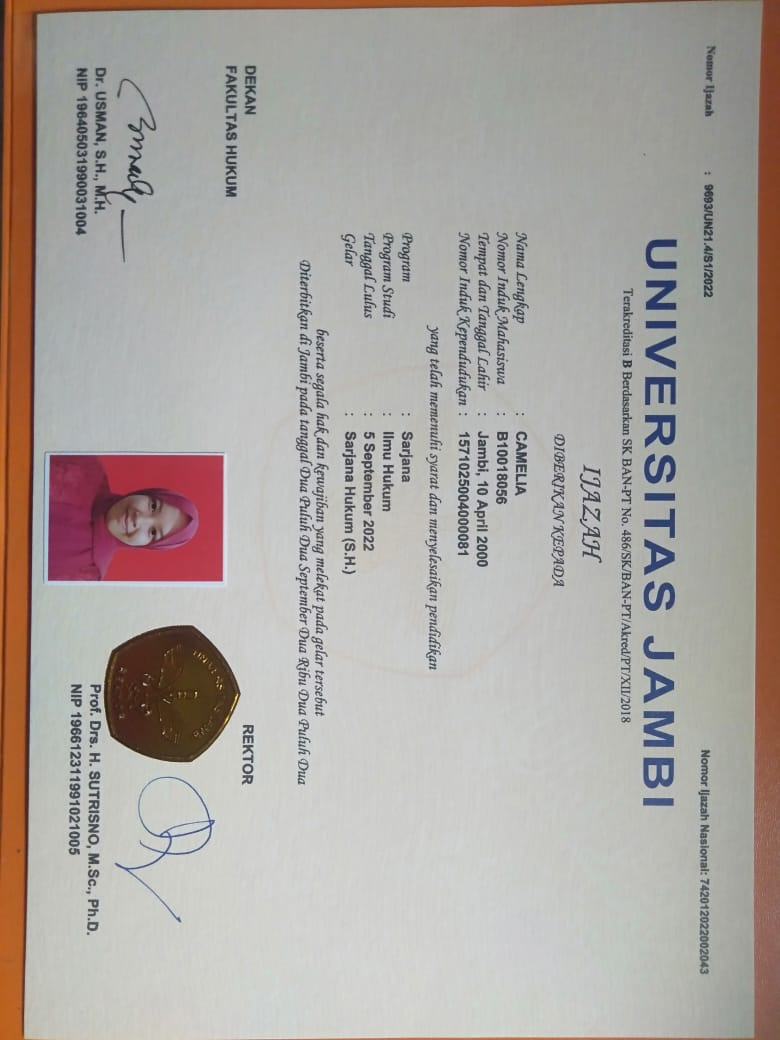 Nomor Ijazah : 9693/UN21.4/S1/2022
Nomor Ijazah Nasional: 742012022002043
UNIVERSITAS JAMBI
Terakreditasi B Berdasarkan SK BAN-PT No. 486/SK/BAN-PT/Akred/PT/XII/2018
IJAZAH
DIBERIKAN KEPADA
Nama Lengkap : CAMELIA
Nomor Induk Mahasiswa : B10018056
Tempat dan Tanggal Lahir : Jambi, 10 April 2000
Nomor Induk Kependudukan : 1571025004000081
yang telah memenuhi syarat dan menyelesaikan pendidikan
Program : Sarjana
Program Studi : Ilmu Hukum
Tanggal Lulus : 5 September 2022
Gelar : Sarjana Hukum (S.H.)
beserta segala hak dan kewajiban yang melekat pada gelar tersebut
Diterbitkan di Jambi pada tanggal Dua Puluh Dua September Dua Ribu Dua Puluh Dua
DEKAN
FAKULTAS HUKUM
Dr. USMAN, S.H., M.H.
NIP 196405031990031004
REKTOR
Prof. Drs. H. SUTRISNO, M.Sc., Ph.D.
NIP 196612311991021005